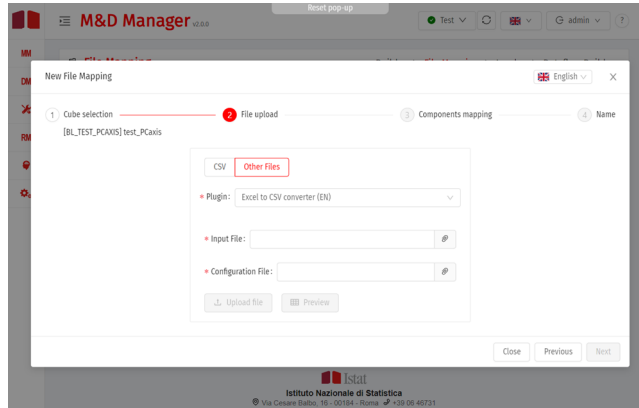 Reset pop-up
M&D Manager v2.0.0
Test
admin
?
MM
File Mapping
DM
RM
New File Mapping
English
1 Cube selection
[BL_TEST_PCAXIS] test_PCaxis
2 File upload
3 Components mapping
4 Name
CSV
Other Files
* Plugin: Excel to CSV converter (EN)
* Input File:
* Configuration File:
Upload file
Preview
Close
Previous
Next
Istat
Istituto Nazionale di Statistica
Via Cesare Balbo, 16 - 00184 - Roma +39 06 46731